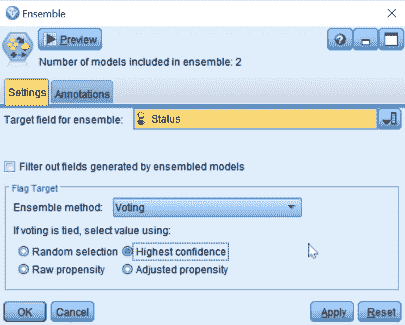 Ensemble
Preview
Number of models included in ensemble: 2
Settings Annotations
Target field for ensemble: Status
Filter out fields generated by ensembled models
Flag Target
Ensemble method: Voting
If voting is tied, select value using:
Random selection Highest confidence
Raw propensity Adjusted propensity
OK Cancel Apply Reset